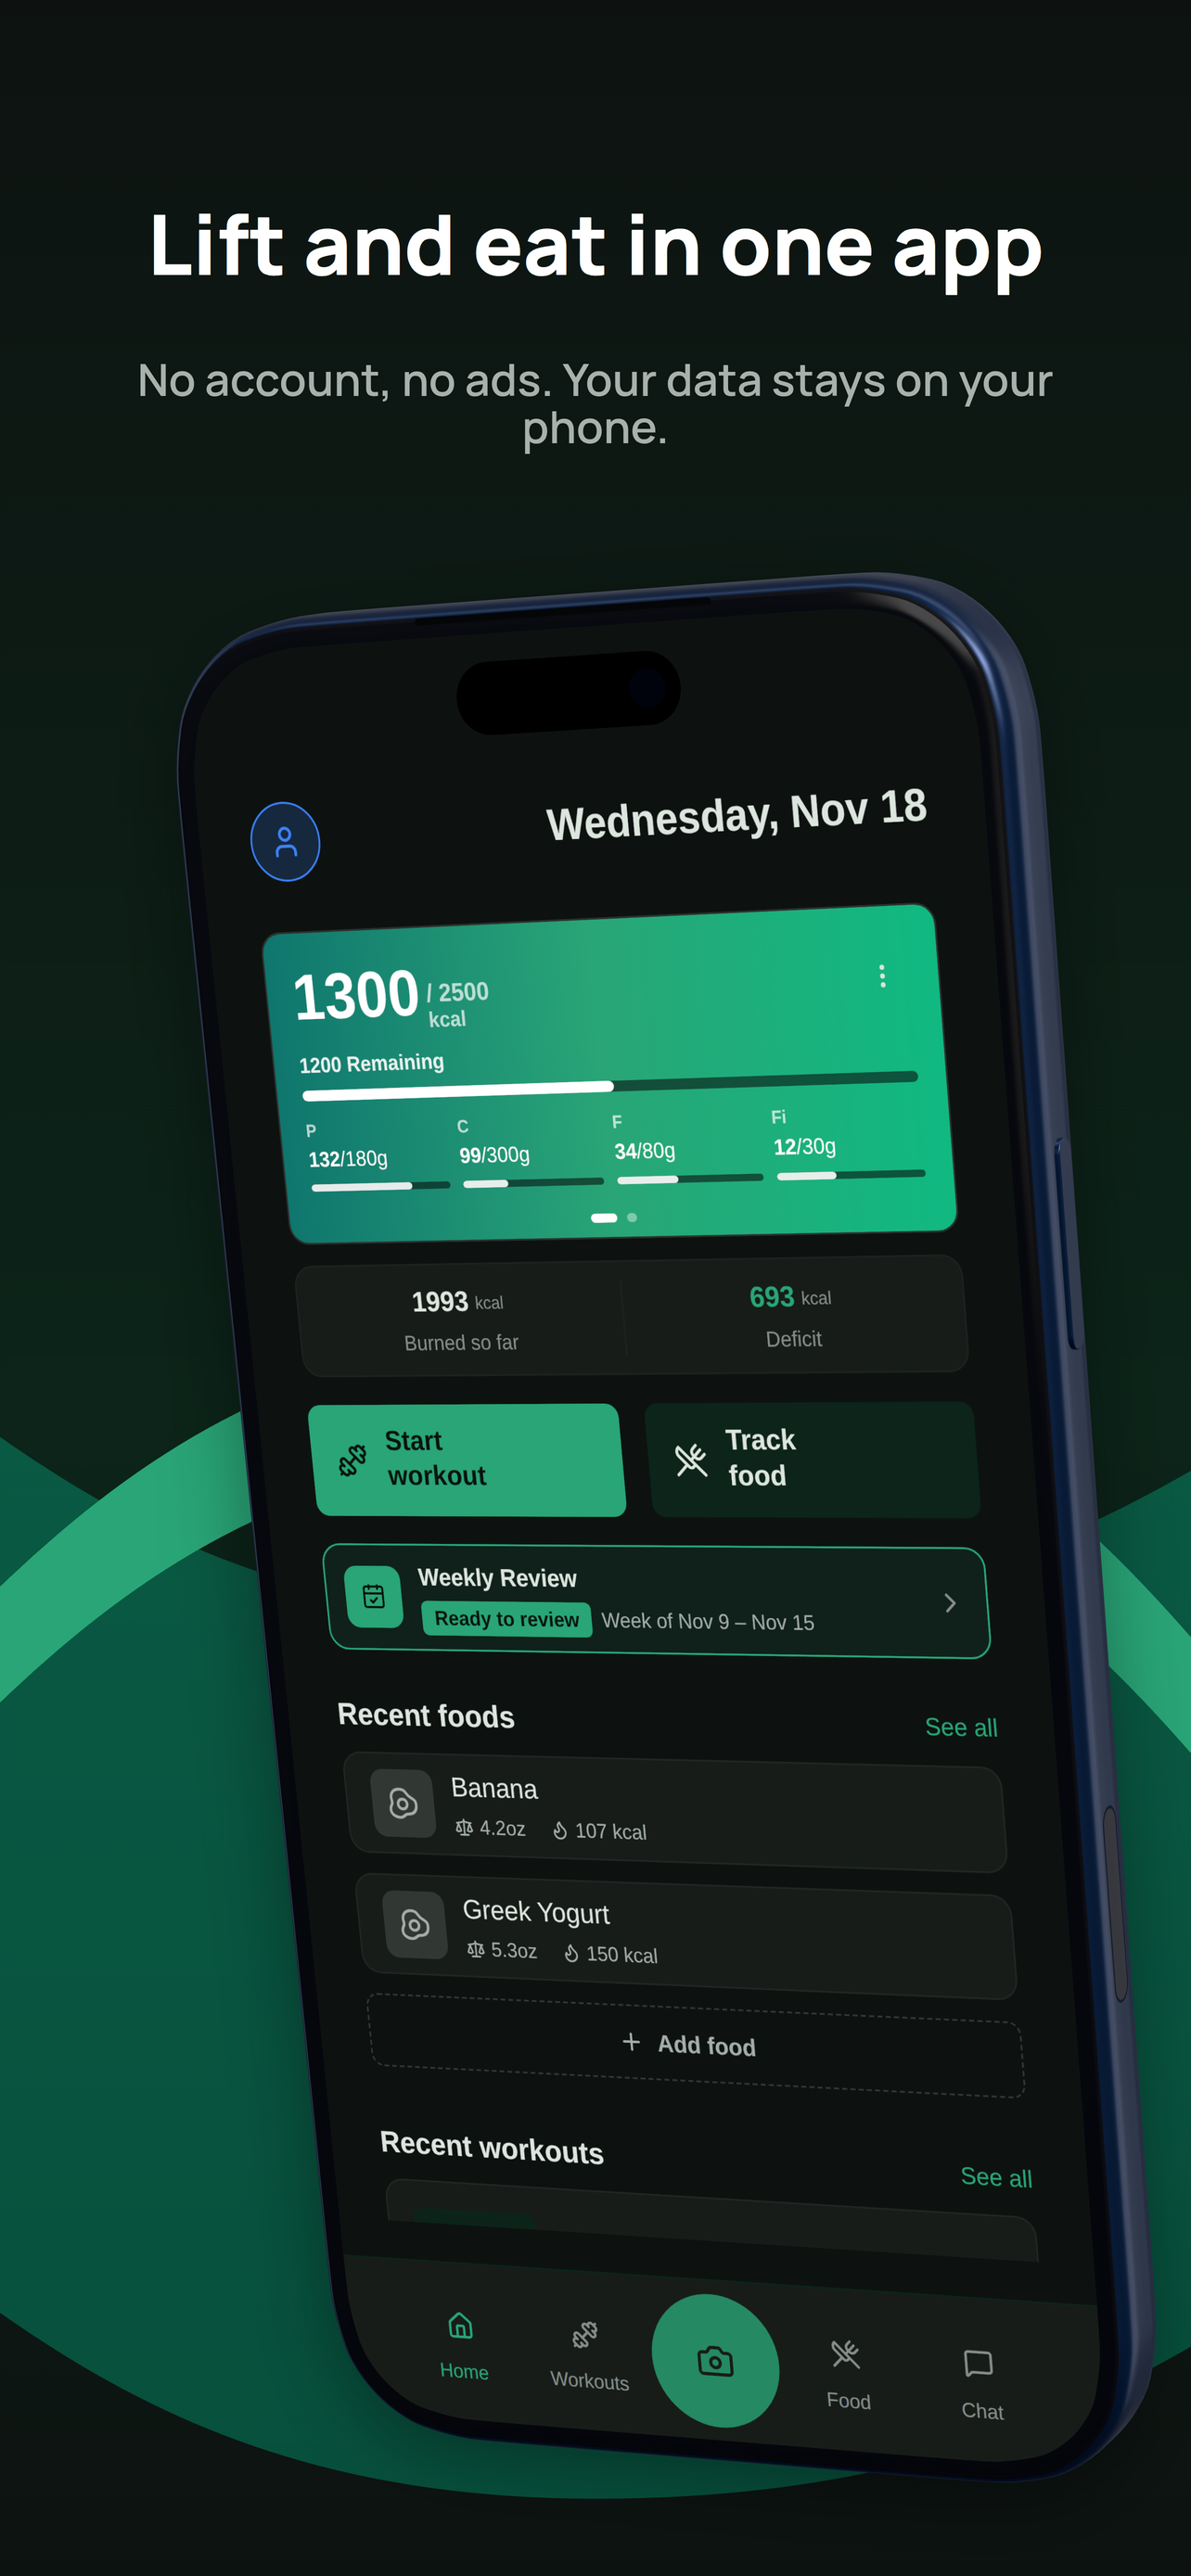 Lift and eat in one app
No account, no ads. Your data stays on your
phone.
Wednesday, Nov 18
1300 / 2500
kcal
1200 Remaining
P C F Fi
132/180g 99/300g 34/80g 12/30g
1993 kcal 693 kcal
Burned so far Deficit
Start
workout
Track
food
Weekly Review
Ready to review Week of Nov 9 – Nov 15
Recent foods See all
Banana
4.2oz 107 kcal
Greek Yogurt
5.3oz 150 kcal
+ Add food
Recent workouts See all
Home Workouts Food Chat